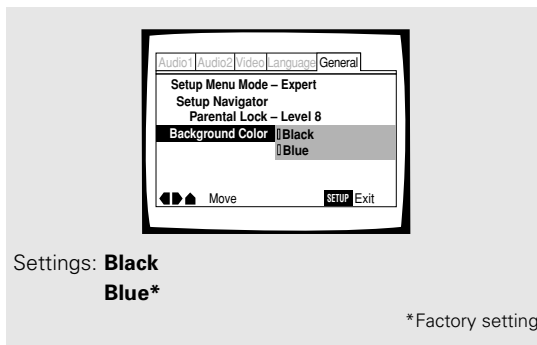 Audio1 Audio2 Video Language General
Setup Menu Mode – Expert
Setup Navigator
Parental Lock – Level 8
Background Color Black
Blue
Move SETUP Exit
Settings: Black
Blue*
*Factory setting